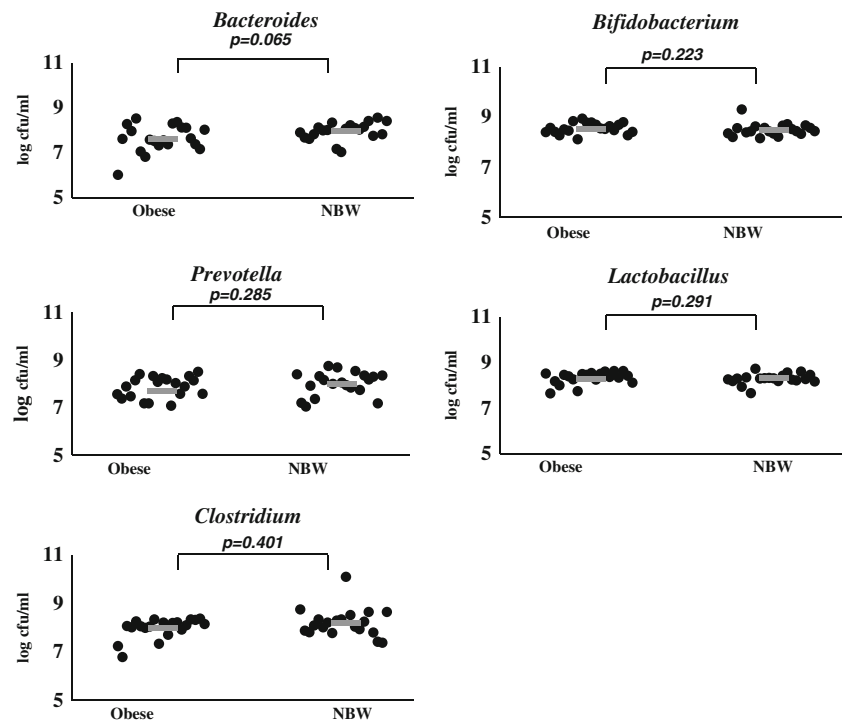 Bacteroides
p=0.065
11
9
7
5
log cfu/ml
Obese NBW
Bifidobacterium
p=0.223
11
9
7
5
log cfu/ml
Obese NBW
Prevotella
p=0.285
11
9
7
5
log cfu/ml
Obese NBW
Lactobacillus
p=0.291
11
9
7
5
log cfu/ml
Obese NBW
Clostridium
p=0.401
11
9
7
5
log cfu/ml
Obese NBW